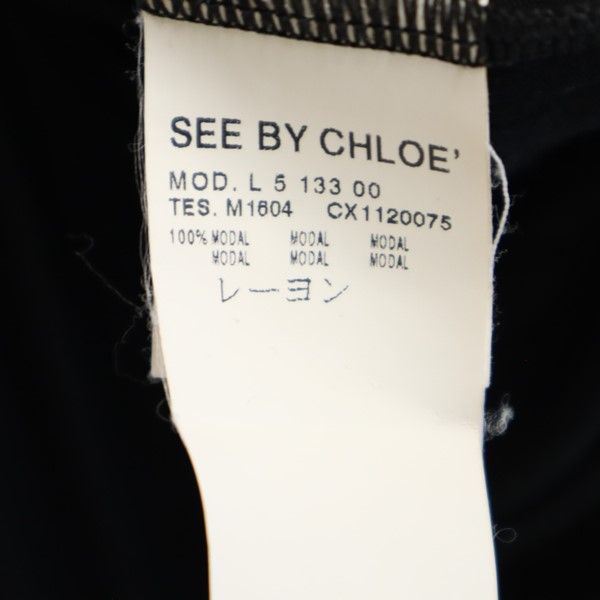 SEE BY CHLOE'
MOD. L 5 133 00
TES. M1604 CX1120075
100% MODAL MODAL MODAL
MODAL MODAL MODAL
レーヨン